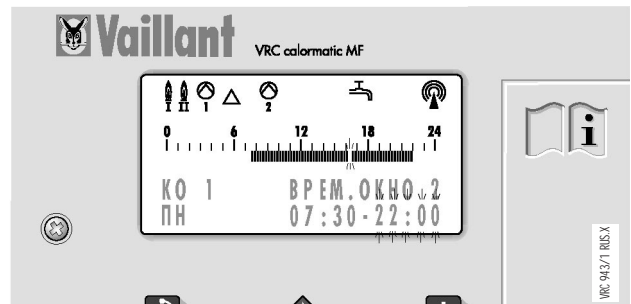 Vaillant
VRC calormatic MF
I II 1 2
0 6 12 18 24
КО 1 ВРЕМ.ОКНО 2
ПН 07:30-22:00
i
VRC 943/1 RUS.X